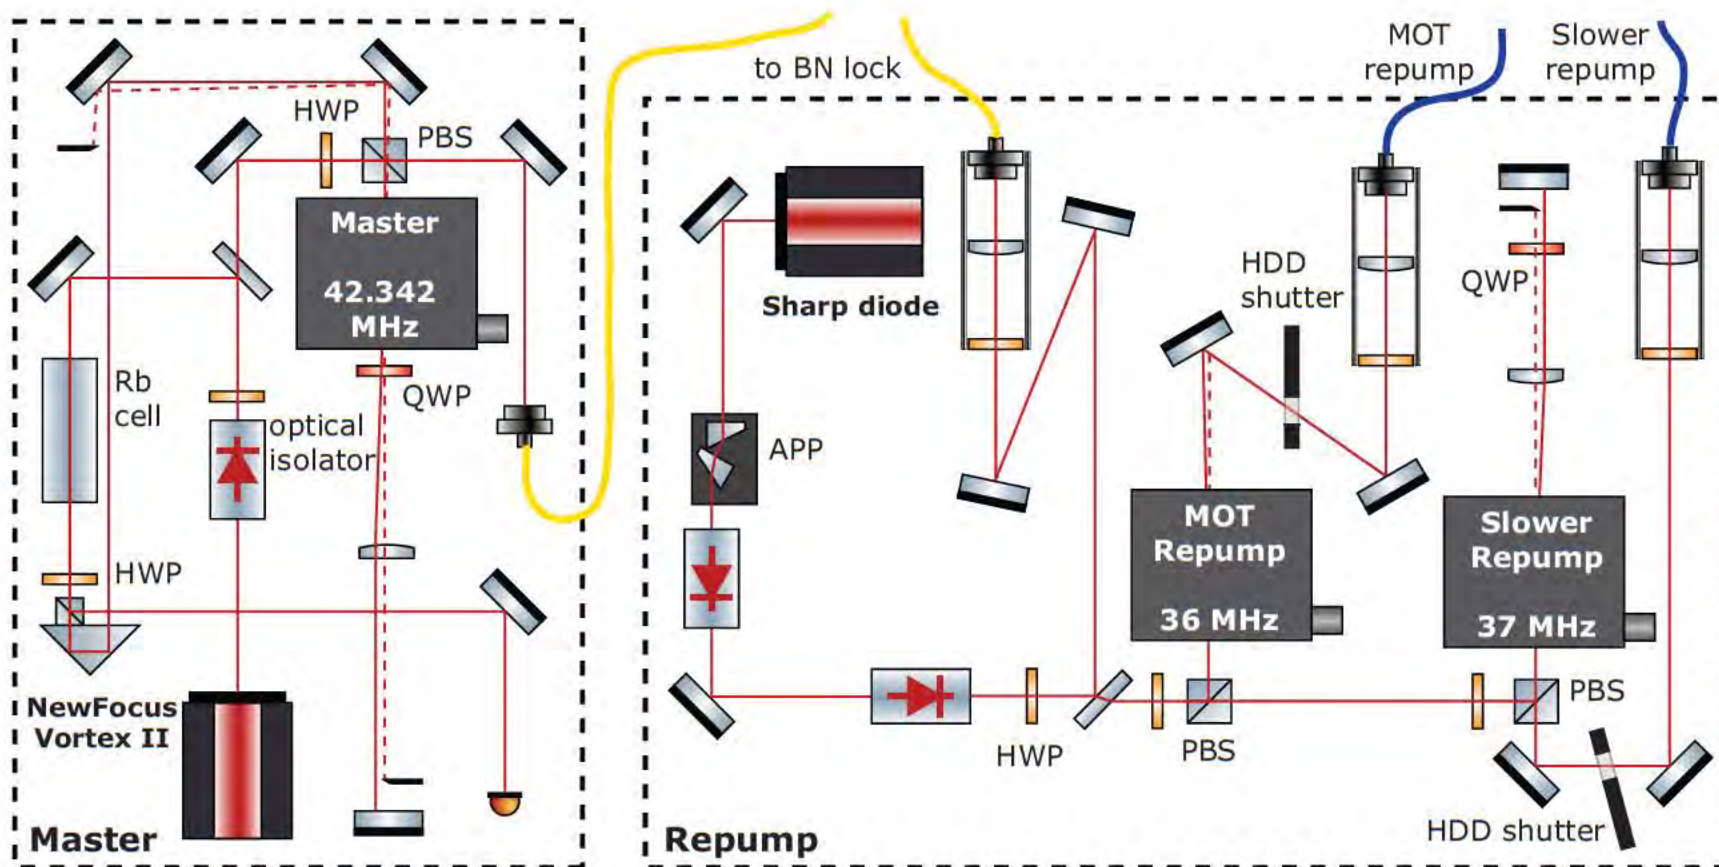 HWP
PBS
Master
42.342
MHz
QWP
Rb
cell
optical
isolator
HWP
NewFocus
Vortex II
Master
to BN lock
MOT
repump
Slower
repump
Sharp diode
HDD
shutter
QWP
APP
MOT
Repump
36 MHz
Slower
Repump
37 MHz
HWP
PBS
PBS
HDD shutter
Repump